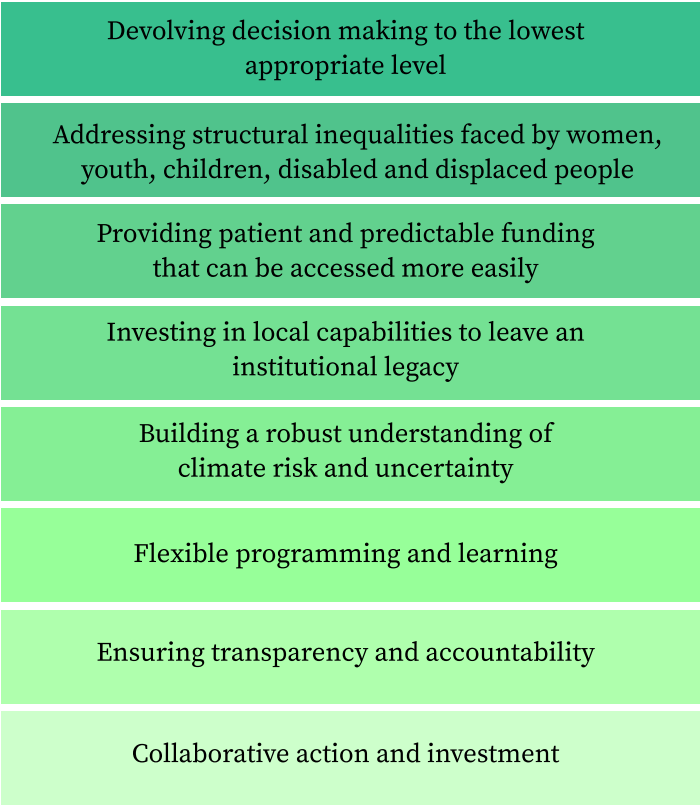 Devolving decision making to the lowest
appropriate level
Addressing structural inequalities faced by women,
youth, children, disabled and displaced people
Providing patient and predictable funding
that can be accessed more easily
Investing in local capabilities to leave an
institutional legacy
Building a robust understanding of
climate risk and uncertainty
Flexible programming and learning
Ensuring transparency and accountability
Collaborative action and investment